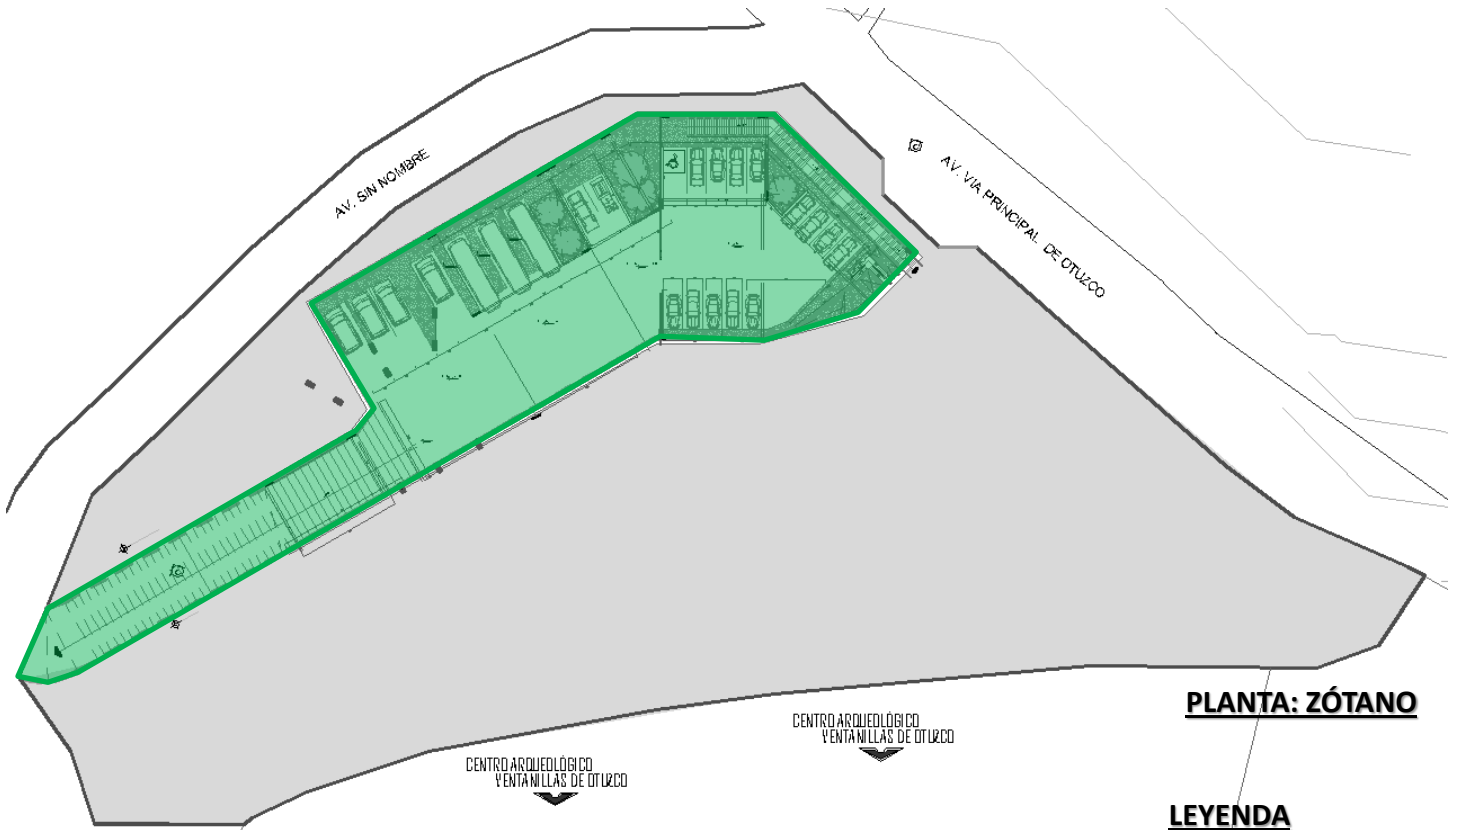 AV. SIN NOMBRE
AV. VIA PRINCIPAL DE OTUZCO
PLANTA: ZÓTANO
CENTRO ARQUEOLÓGICO
VENTANILLAS DE OTUZCO
CENTRO ARQUEOLÓGICO
VENTANILLAS DE OTUZCO
LEYENDA